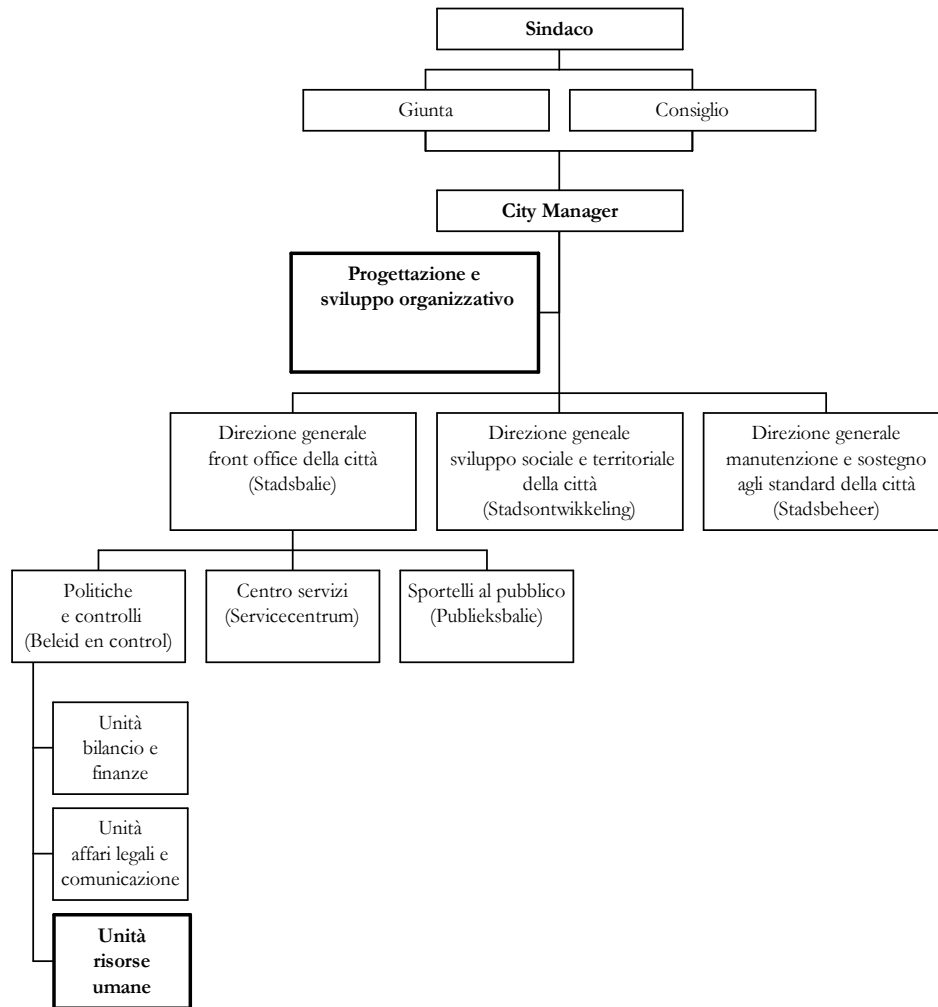 Sindaco
Giunta
Consiglio
City Manager
Progettazione e
sviluppo organizzativo
Direzione generale
front office della città
(Stadsbalie)
Direzione geneale
sviluppo sociale e territoriale
della città
(Stadsontwikkeling)
Direzione generale
manutenzione e sostegno
agli standard della città
(Stadsbeheer)
Politiche
e controlli
(Beleid en control)
Centro servizi
(Servicecentrum)
Sportelli al pubblico
(Publieksbalie)
Unità
bilancio e
finanze
Unità
affari legali e
comunicazione
Unità
risorse
umane